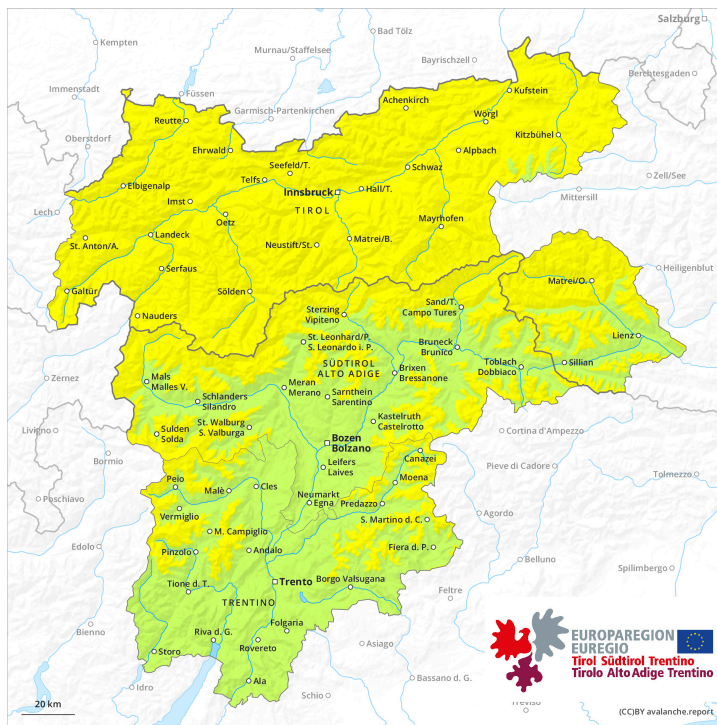 Salzburg
Bad Tölz
Kempten
Murnau/Staffelsee
Bayrischzell
Berchtesgaden
Immenstadt
Füssen
Garmisch-Partenkirchen
Achenkirch
Kufstein
Reutte
Wörgl
Kitzbühel
Oberstdorf
Ehrwald
Alpbach
Seefeld/T.
Schwaz
Zell/See
Telfs
Innsbruck
Hall/T.
Elbigenalp
Mittersill
Imst
TIROL
Lech
Oetz
Mayrhofen
St. Anton/A.
Landeck
Neustift/St.
Matrei/B.
Serfaus
Heiligenblut
Galtür
Sölden
Matrei/O.
Nauders
Sterzing
Vipiteno
Sand/T.
Campo Tures
Lienz
St. Leonhard/P.
S. Leonardo i. P.
Bruneck
Brunico
SÜDTIROL
ALTO ADIGE
Toblach
Dobbiaco
Sillian
Zernez
Mals
Malles V.
Meran
Merano
Brixen
Bressanone
Schlanders
Silandro
Sarnthein
Sarentino
St. Walburg
S. Valburga
Kastelruth
Castelrotto
Livigno
Sulden
Solda
Cortina d'Ampezzo
Bozen
Bolzano
Bormio
Canazei
Pieve di Cadore
Leifers
Laives
Tolmezzo
Peio
Malè
Cles
Moena
Poschiavo
Neumarkt
Egna
Predazzo
Vermiglio
S. Martino d. C.
Agordo
M. Campiglio
Edolo
Pinzolo
Andalo
Fiera d. P.
Belluno
Spilimbergo
Tione d. T.
Trento
Borgo Valsugana
Feltre
TRENTINO
Folgaria
Bienno
Riva d. G.
Rovereto
Asiago
Storo
Bassano d. G.
Ala
Idro
Schio
Treviso
EUROPAREGION
EUREGIO
Tirol Südtirol Trentino
Tirolo Alto Adige Trentino
20 km
(CC)BY avalanche.report